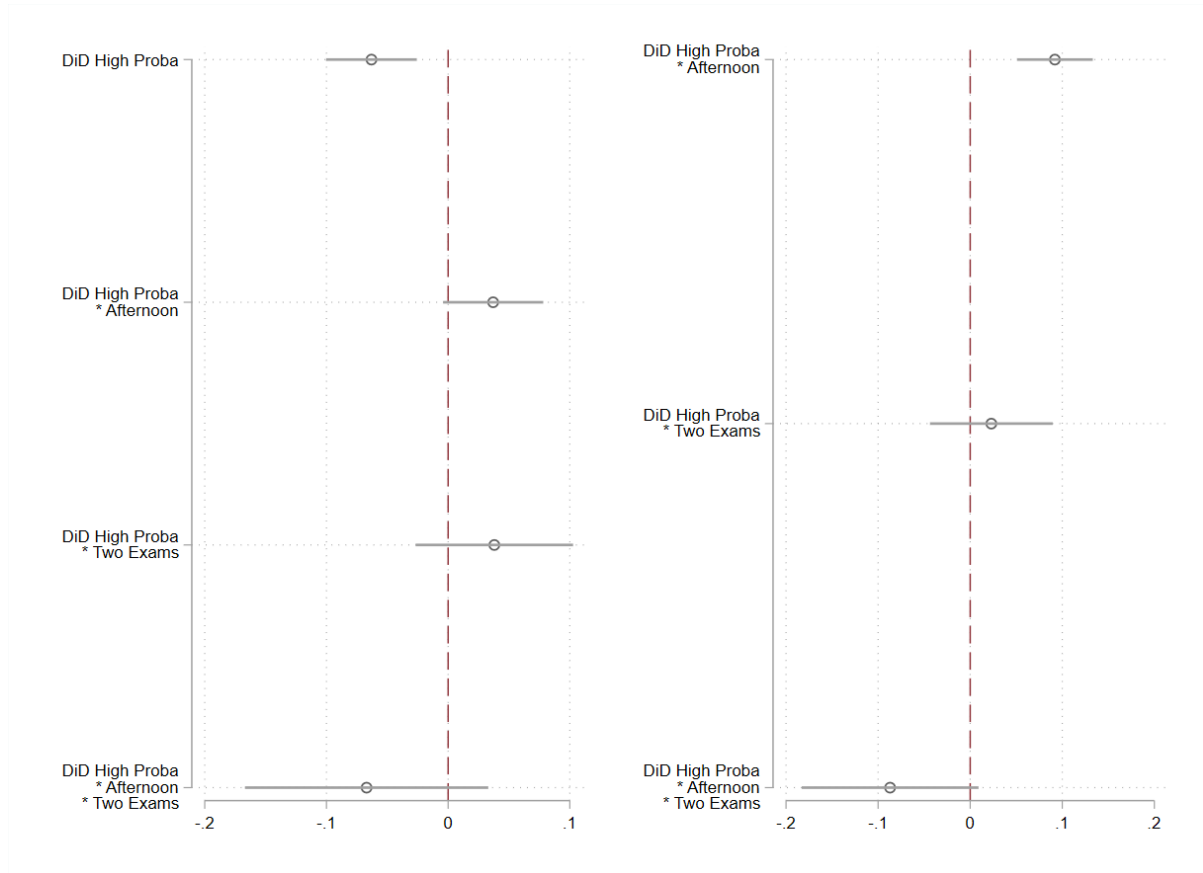 DiD High Proba
DiD High Proba
* Afternoon
DiD High Proba
* Two Exams
DiD High Proba
* Afternoon
* Two Exams
-.2
-.1
0
.1
DiD High Proba
* Afternoon
DiD High Proba
* Two Exams
DiD High Proba
* Afternoon
* Two Exams
-.2
-.1
0
.1
.2